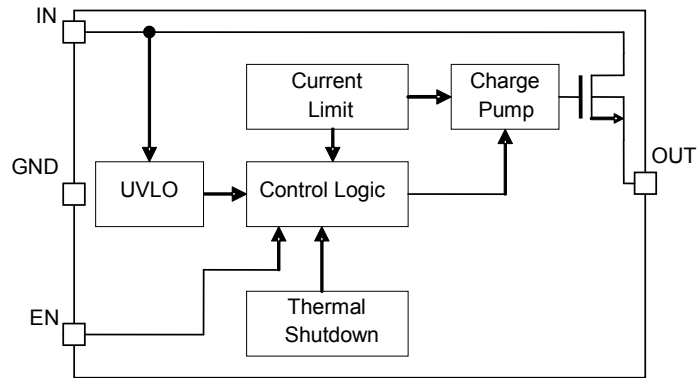 IN
Current
Limit
Charge
Pump
GND
UVLO
Control Logic
OUT
EN
Thermal
Shutdown